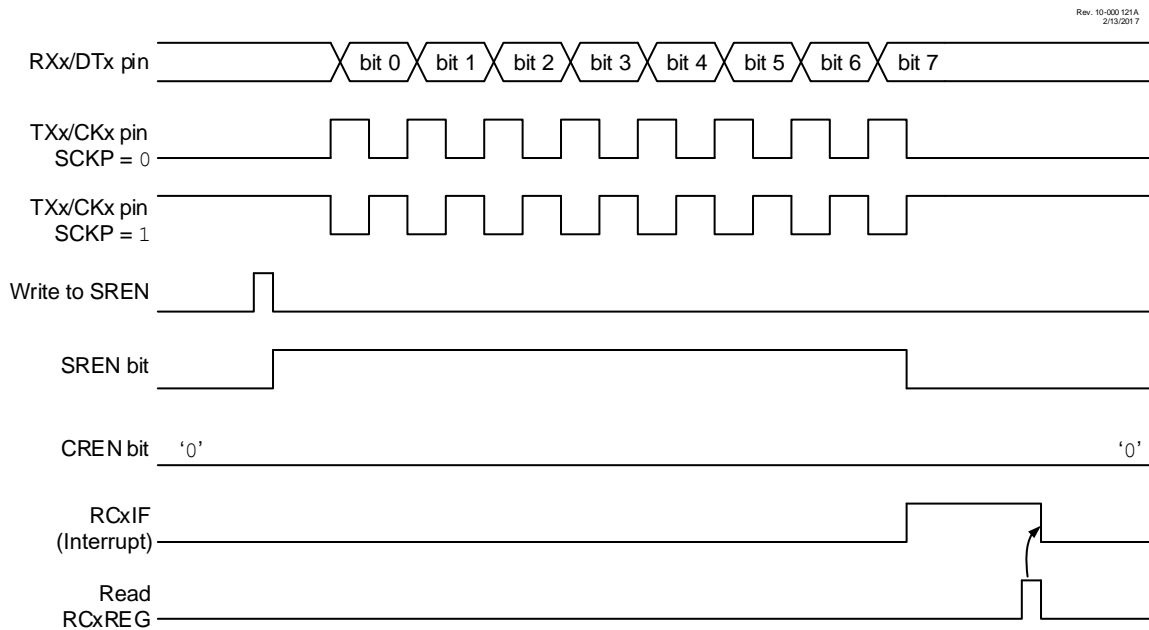 Rev. 10-000121A
2/13/2017
RXx/DTx pin
bit 0 bit 1 bit 2 bit 3 bit 4 bit 5 bit 6 bit 7
TXx/CKx pin
SCKP = 0
TXx/CKx pin
SCKP = 1
Write to SREN
SREN bit
CREN bit ‘0’ ‘0’
RCxIF
(Interrupt)
Read
RCxREG